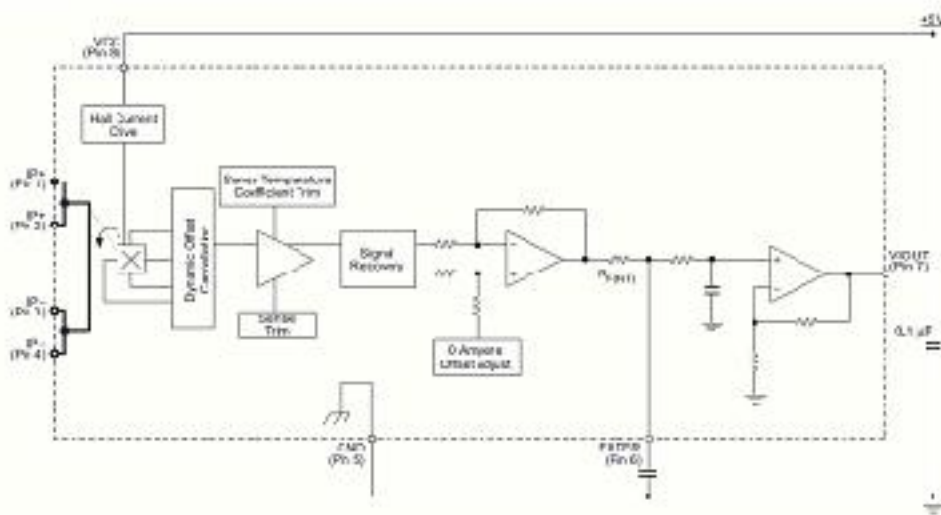 +5V
VCC
(Pin 8)
Hall Current
Drive
IP+
(Pin 1)
IP+
(Pin 2)
IP−
(Pin 3)
IP−
(Pin 4)
Dynamic Offset
Cancellation
Sense Temperature
Coefficient Trim
Sense
Trim
Signal
Recovery
0 Ampere
Offset Adjust
RF(INT)
VIOUT
(Pin 7)
0.1 µF
GND
(Pin 5)
FILTER
(Pin 6)